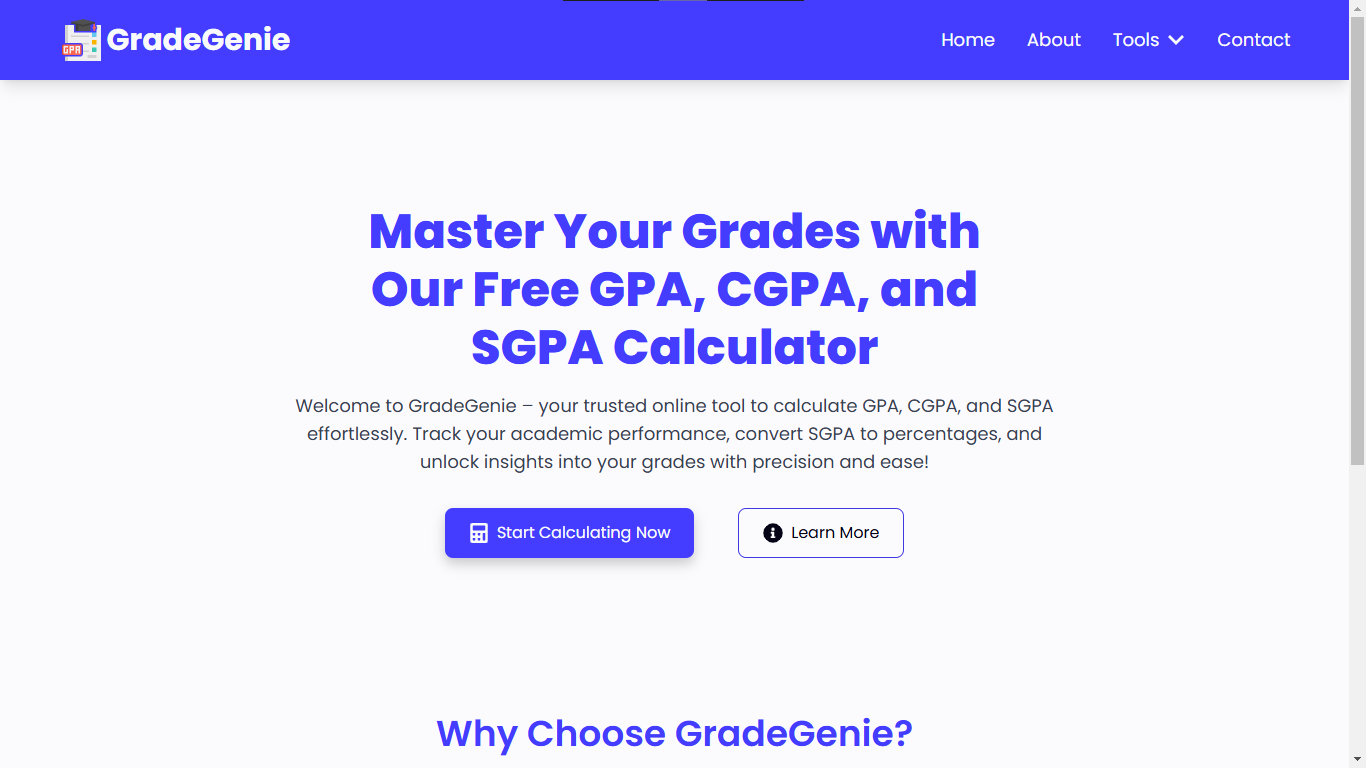 GPA
GradeGenie
Home
About
Tools
Contact
Master Your Grades with
Our Free GPA, CGPA, and
SGPA Calculator
Welcome to GradeGenie – your trusted online tool to calculate GPA, CGPA, and SGPA
effortlessly. Track your academic performance, convert SGPA to percentages, and
unlock insights into your grades with precision and ease!
Start Calculating Now
Learn More
Why Choose GradeGenie?